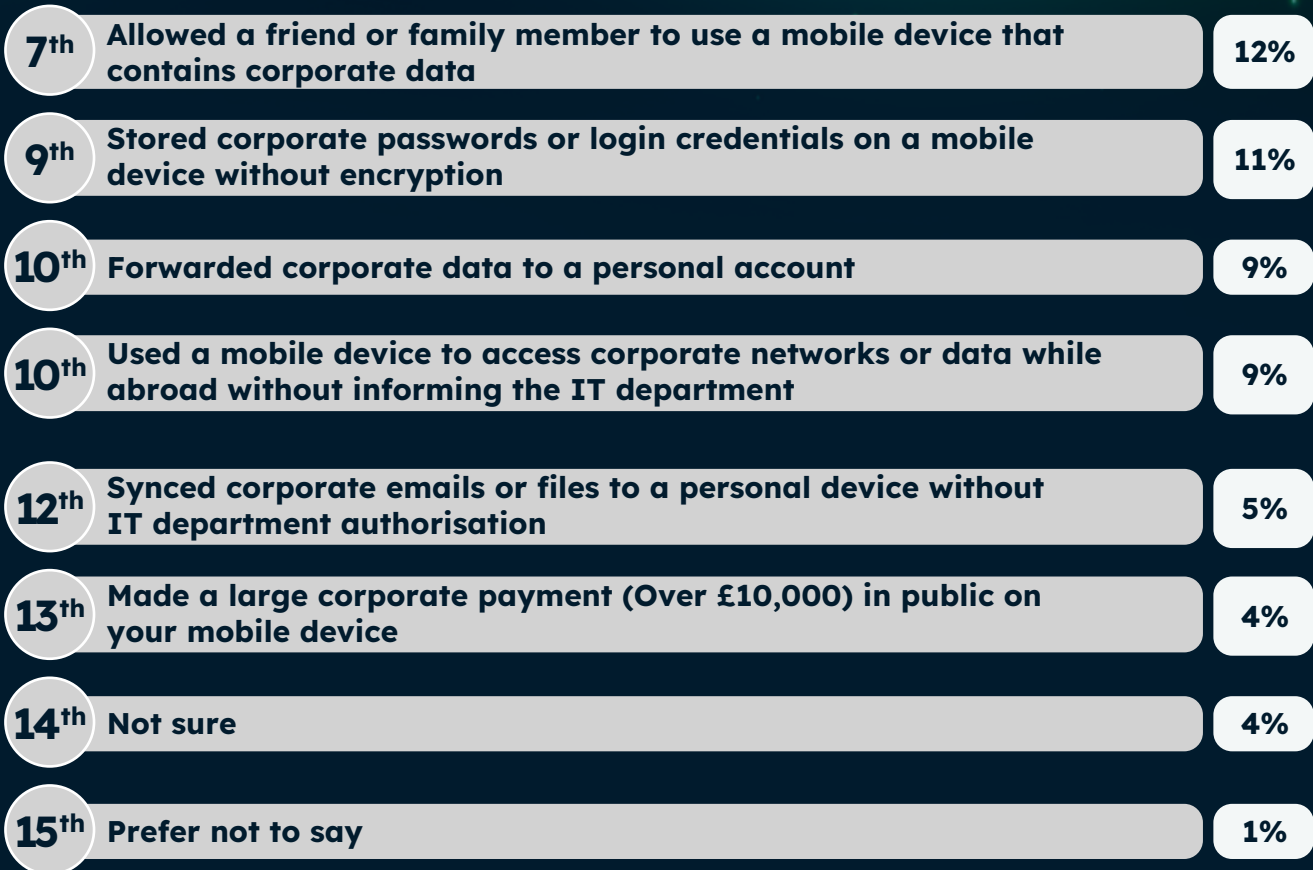 7th
Allowed a friend or family member to use a mobile device that
contains corporate data
12%
9th
Stored corporate passwords or login credentials on a mobile
device without encryption
11%
10th
Forwarded corporate data to a personal account
9%
10th
Used a mobile device to access corporate networks or data while
abroad without informing the IT department
9%
12th
Synced corporate emails or files to a personal device without
IT department authorisation
5%
13th
Made a large corporate payment (Over £10,000) in public on
your mobile device
4%
14th
Not sure
4%
15th
Prefer not to say
1%